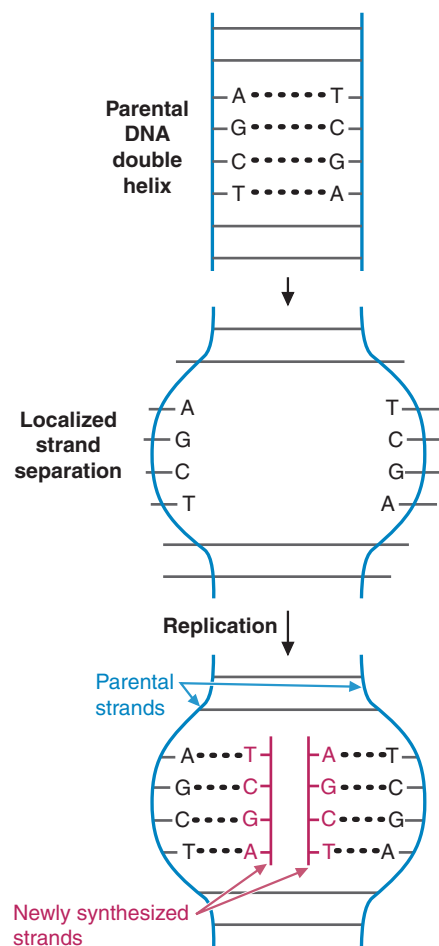 Parental
DNA
double
helix
A T
G C
C G
T A
Localized
strand
separation
A T
G C
C G
T A
Replication
Parental
strands
A T A T
G C G C
C G C G
T A T A
Newly synthesized
strands